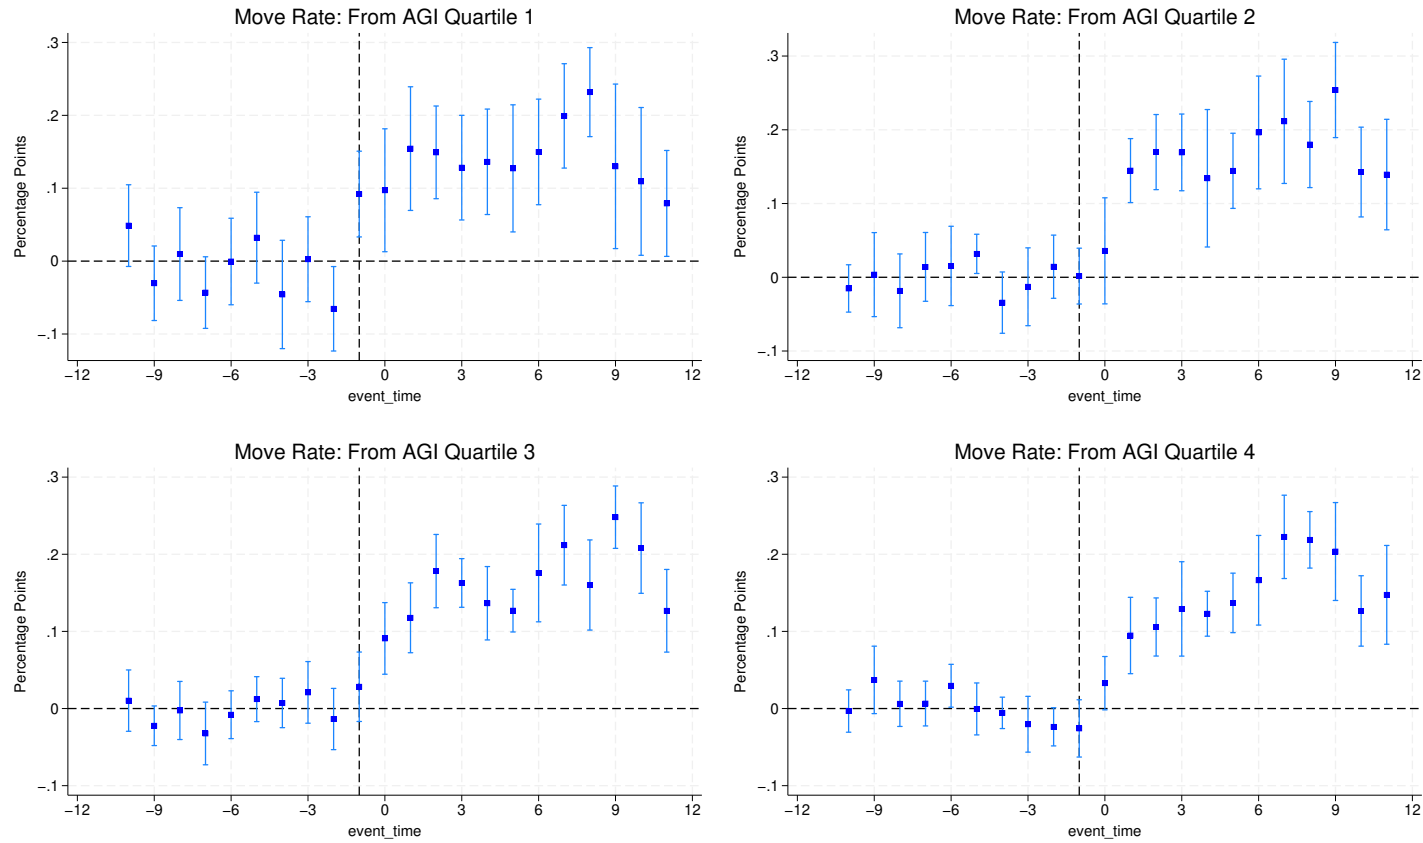 Move Rate: From AGI Quartile 1
Percentage Points
.3
.2
.1
0
−.1
−12 −9 −6 −3 0 3 6 9 12
event_time
Move Rate: From AGI Quartile 2
Percentage Points
.3
.2
.1
0
−.1
−12 −9 −6 −3 0 3 6 9 12
event_time
Move Rate: From AGI Quartile 3
Percentage Points
.3
.2
.1
0
−.1
−12 −9 −6 −3 0 3 6 9 12
event_time
Move Rate: From AGI Quartile 4
Percentage Points
.3
.2
.1
0
−.1
−12 −9 −6 −3 0 3 6 9 12
event_time